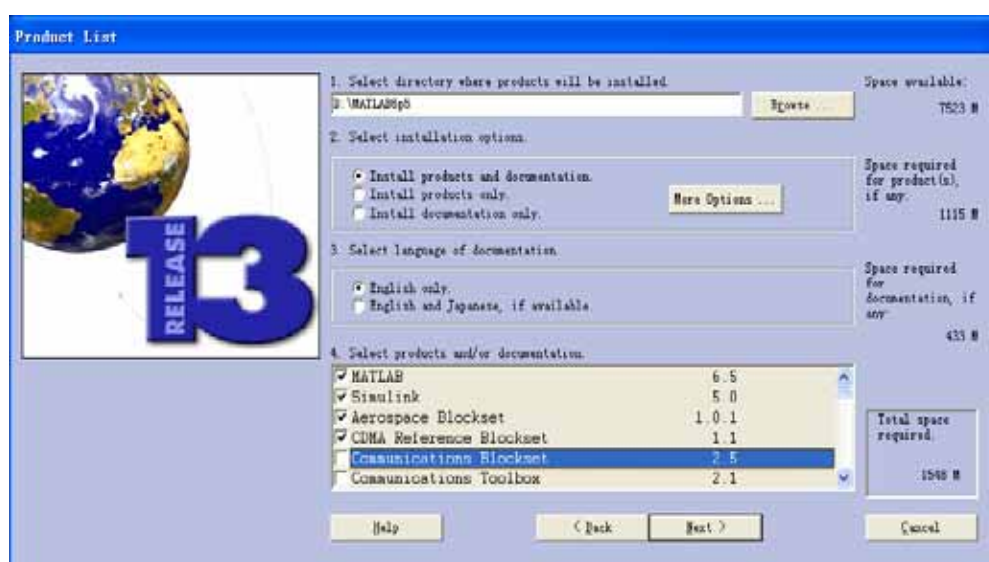 Product List
1. Select directory where products will be installed.
D:\MATLAB6p5
Browse ...
Space available:
7523 M
2. Select installation options.
Install products and documentation.
Install products only.
Install documentation only.
More Options ...
Space required
for product(s),
if any:
1115 M
3. Select language of documentation.
English only.
English and Japanese, if available.
Space required
for
documentation, if
any:
433 M
RELEASE
13
4. Select products and/or documentation.
MATLAB 6.5
Simulink 5.0
Aerospace Blockset 1.0.1
CDMA Reference Blockset 1.1
Communications Blockset 2.5
Communications Toolbox 2.1
Total space
required:
1548 M
Help
< Back
Next >
Cancel